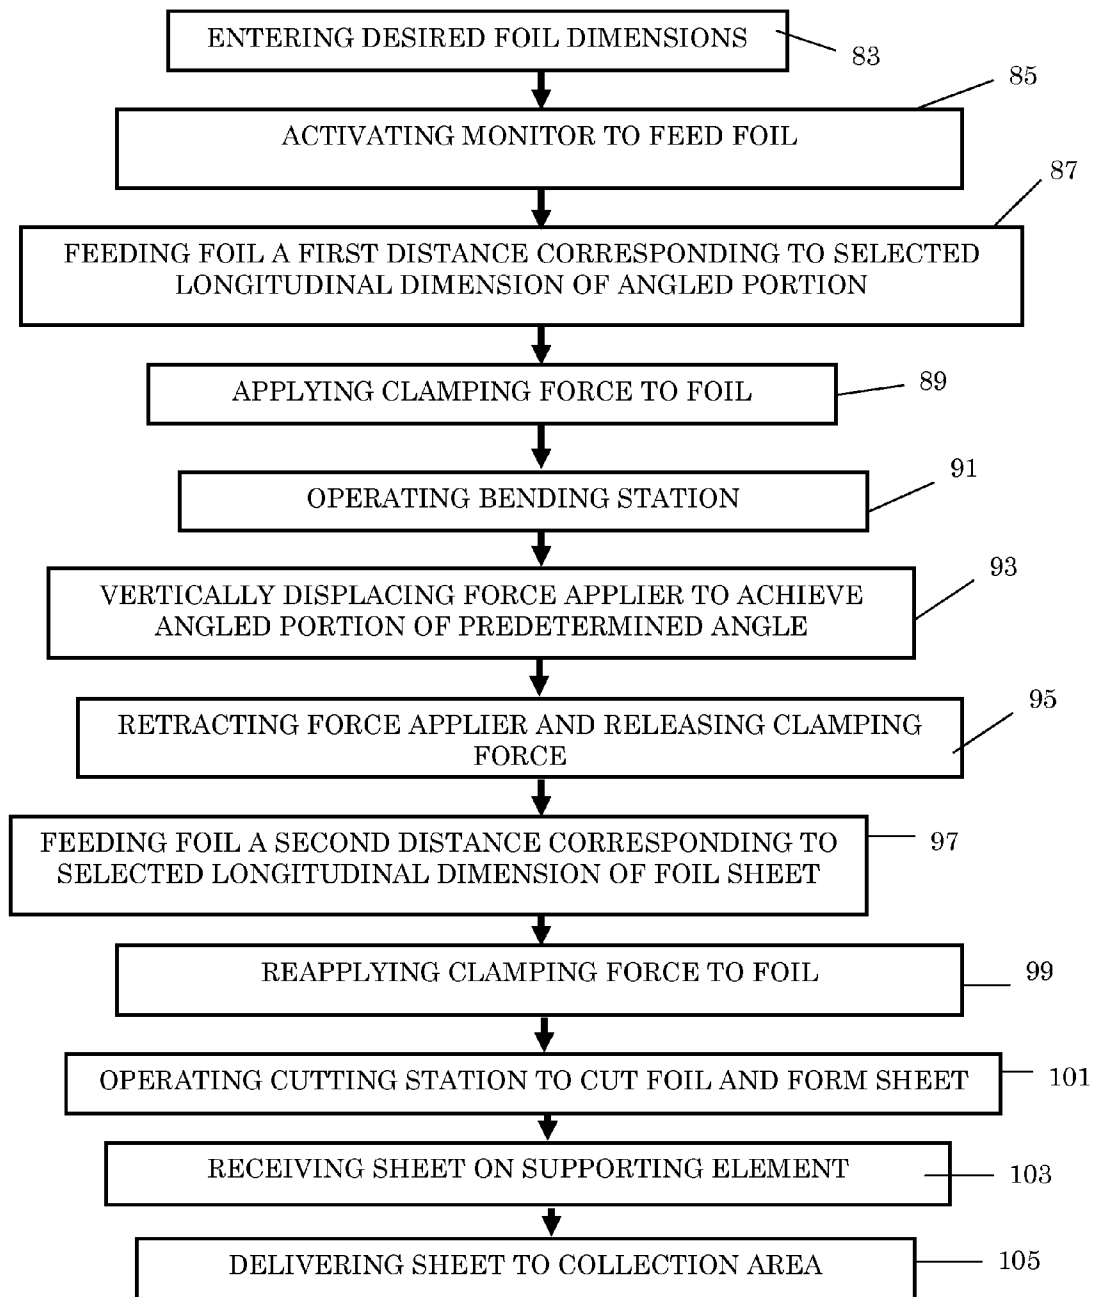 ENTERING DESIRED FOIL DIMENSIONS
83
85
ACTIVATING MONITOR TO FEED FOIL
87
FEEDING FOIL A FIRST DISTANCE CORRESPONDING TO SELECTED
LONGITUDINAL DIMENSION OF ANGLED PORTION
APPLYING CLAMPING FORCE TO FOIL
89
OPERATING BENDING STATION
91
VERTICALLY DISPLACING FORCE APPLIER TO ACHIEVE
ANGLED PORTION OF PREDETERMINED ANGLE
93
RETRACTING FORCE APPLIER AND RELEASING CLAMPING
FORCE
95
FEEDING FOIL A SECOND DISTANCE CORRESPONDING TO
SELECTED LONGITUDINAL DIMENSION OF FOIL SHEET
97
REAPPLYING CLAMPING FORCE TO FOIL
99
OPERATING CUTTING STATION TO CUT FOIL AND FORM SHEET
101
RECEIVING SHEET ON SUPPORTING ELEMENT
103
DELIVERING SHEET TO COLLECTION AREA
105